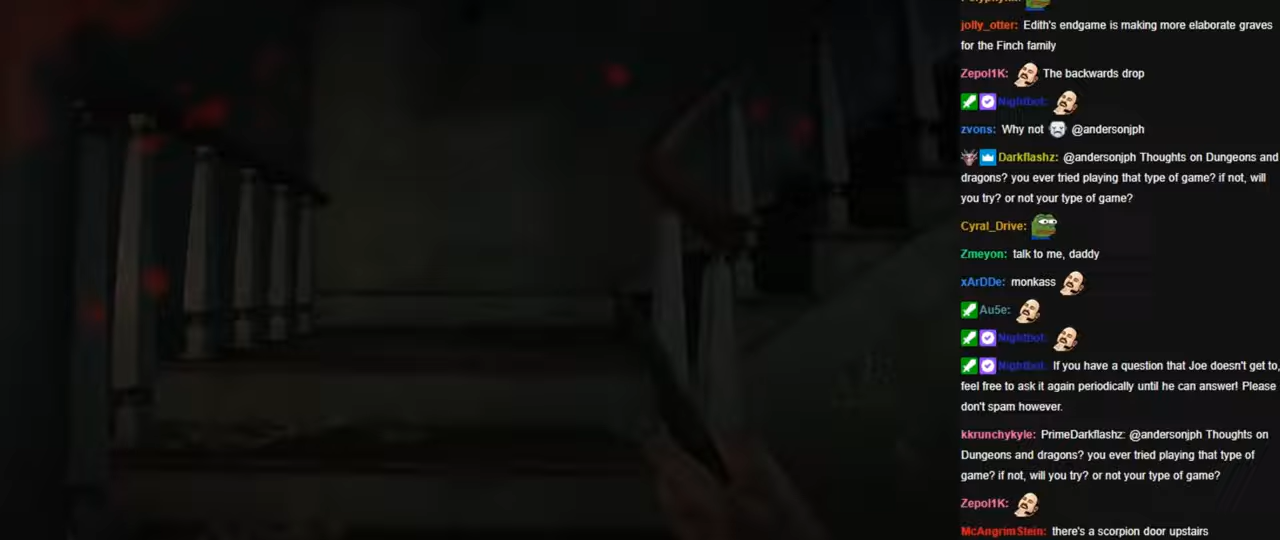 jolly_otter: Edith's endgame is making more elaborate graves
for the Finch family
Zepol1K: The backwards drop
Nightbot:
zvons: Why not @andersonjph
Darkflashz: @andersonjph Thoughts on Dungeons and
dragons? you ever tried playing that type of game? if not, will
you try? or not your type of game?
Cyral_Drive:
Zmeyon: talk to me, daddy
xArDDe: monkass
Au5e:
Nightbot:
Nightbot: If you have a question that Joe doesn't get to,
feel free to ask it again periodically until he can answer! Please
don't spam however.
kkrunchykyle: PrimeDarkflashz: @andersonjph Thoughts on
Dungeons and dragons? you ever tried playing that type of
game? if not, will you try? or not your type of game?
Zepol1K:
McAngrimStein: there's a scorpion door upstairs